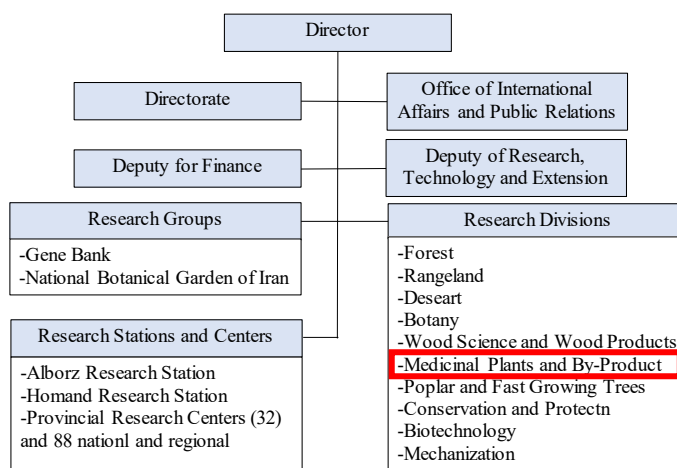 Director
Directorate
Office of International
Affairs and Public Relations
Deputy for Finance
Deputy of Research,
Technology and Extension
Research Groups
-Gene Bank
-National Botanical Garden of Iran
Research Divisions
-Forest
-Rangeland
-Deseart
-Botany
-Wood Science and Wood Products
-Medicinal Plants and By-Product
-Poplar and Fast Growing Trees
-Conservation and Protectn
-Biotechnology
-Mechanization
Research Stations and Centers
-Alborz Research Station
-Homand Research Station
-Provincial Research Centers (32)
and 88 nationl and regional